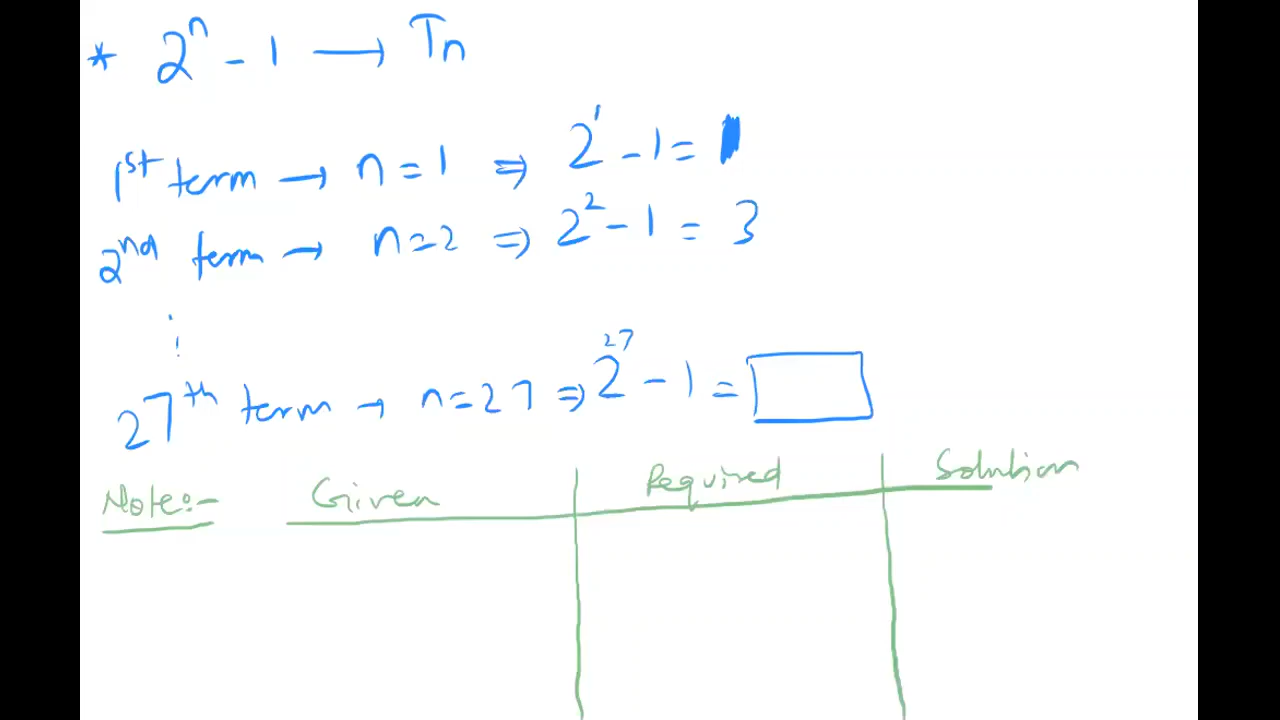 * 2ⁿ - 1 → Tn
1st term → n = 1 ⇒ 2¹ - 1 = 1
2nd term → n = 2 ⇒ 2² - 1 = 3
⋮
27th term → n = 27 ⇒ 2²⁷ - 1 =
Note:- Given Required Solution